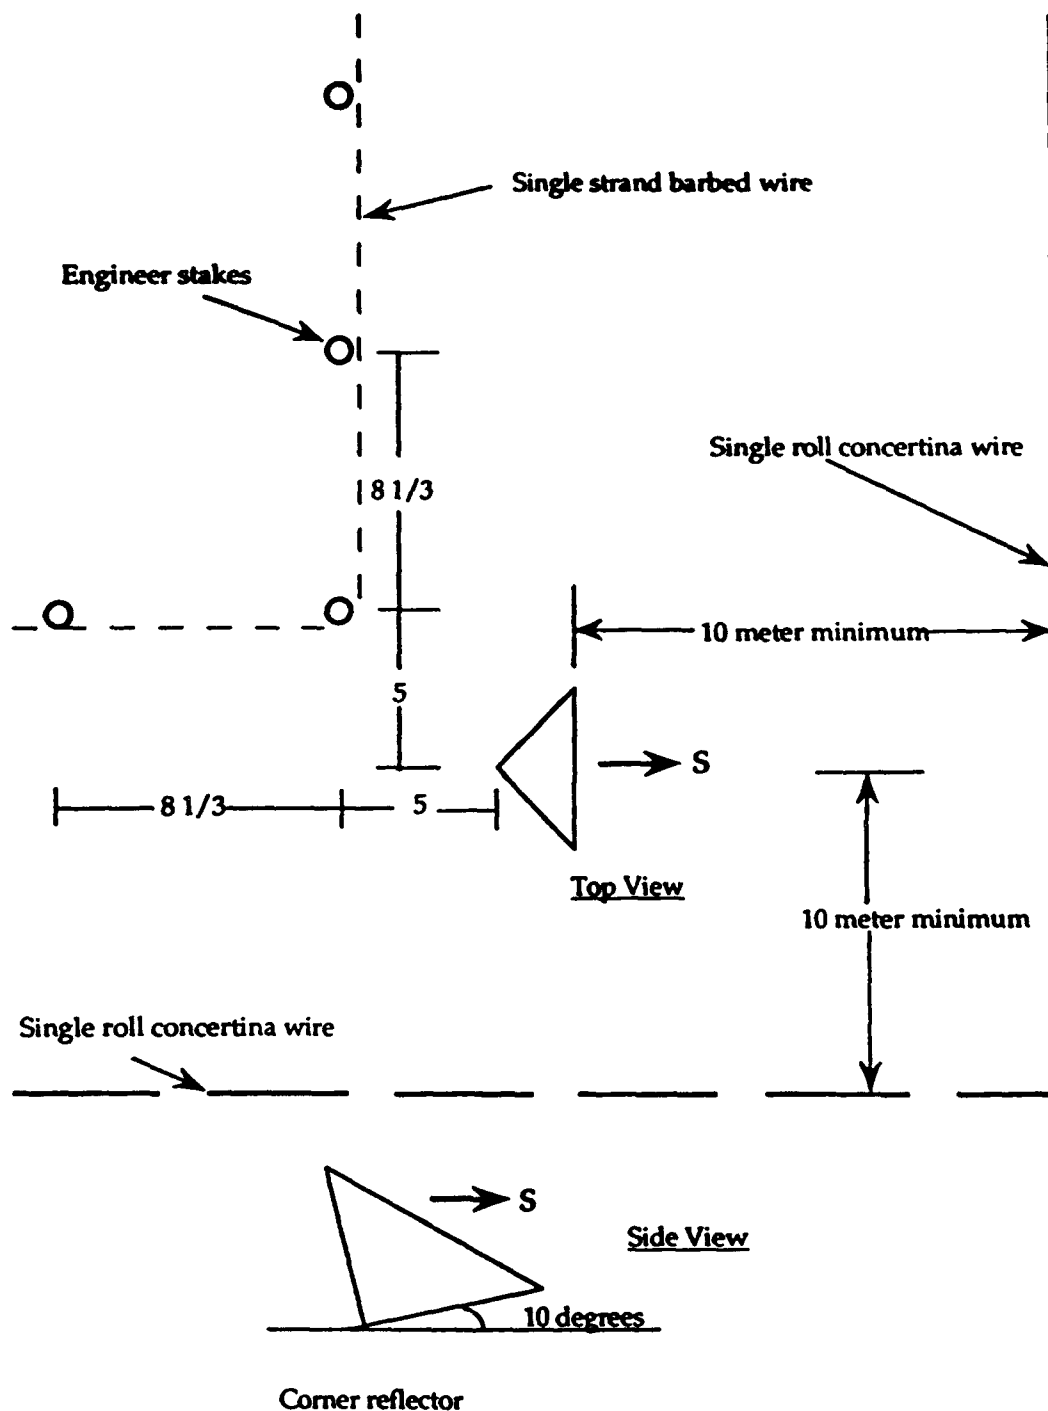 Single strand barbed wire
Engineer stakes
Single roll concertina wire
8 1/3
10 meter minimum
5
S
8 1/3
5
Top View
10 meter minimum
Single roll concertina wire
S
Side View
10 degrees
Corner reflector